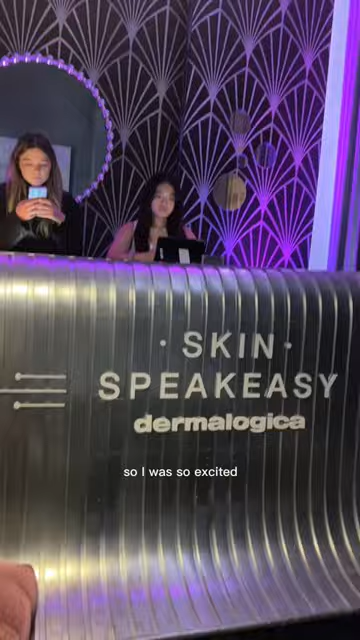 · SKIN ·
SPEAKEASY
dermalogica
so I was so excited